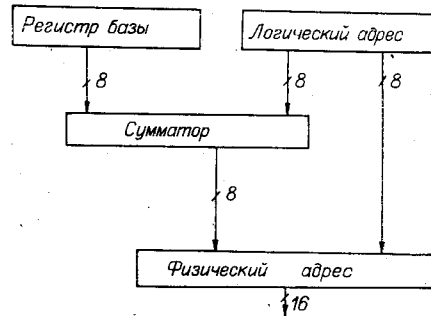 Регистр базы
Логический адрес
8
8
8
Сумматор
8
Физический адрес
16